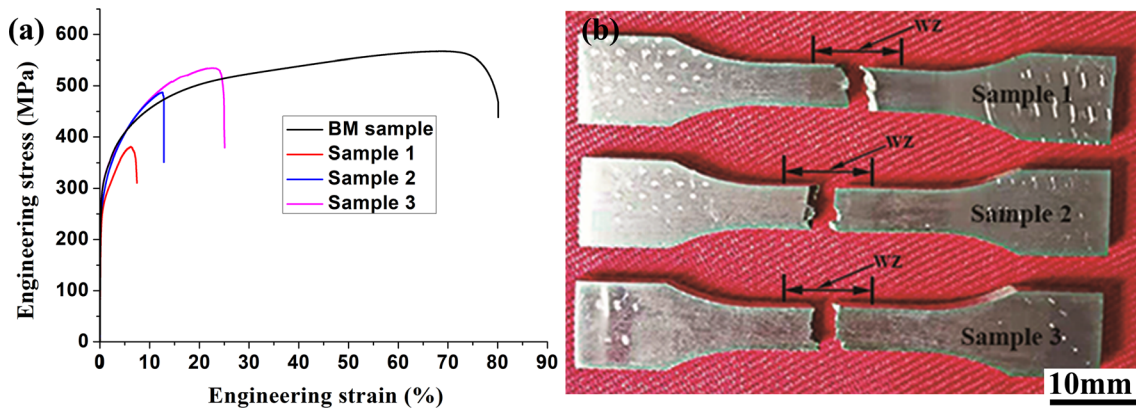 (a)
Engineering stress (MPa)
600
500
400
300
200
100
0
0 10 20 30 40 50 60 70 80 90
Engineering strain (%)
BM sample
Sample 1
Sample 2
Sample 3
(b)
WZ
Sample 1
WZ
Sample 2
WZ
Sample 3
10mm